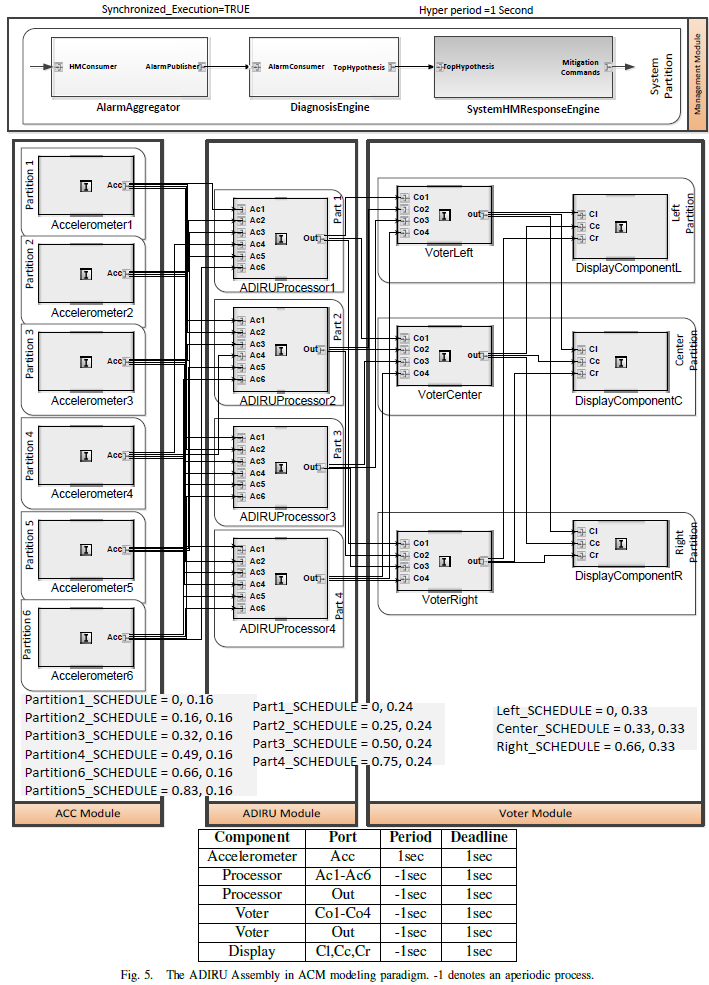 Synchronized_Execution=TRUE
Hyper period =1 Second
HMConsumer
AlarmPublisher
AlarmAggregator
AlarmConsumer
TopHypothesis
DiagnosisEngine
TopHypothesis
Mitigation
Commands
SystemHMResponseEngine
System
Partition
Management Module
Partition 1
Acc
Accelerometer1
Partition 2
Acc
Accelerometer2
Partition 3
Acc
Accelerometer3
Partition 4
Acc
Accelerometer4
Partition 5
Acc
Accelerometer5
Partition 6
Acc
Accelerometer6
Partition1_SCHEDULE = 0, 0.16
Partition2_SCHEDULE = 0.16, 0.16
Partition3_SCHEDULE = 0.32, 0.16
Partition4_SCHEDULE = 0.49, 0.16
Partition6_SCHEDULE = 0.66, 0.16
Partition5_SCHEDULE = 0.83, 0.16
ACC Module
Ac1
Ac2
Ac3
Ac4
Ac5
Ac6
Out
Part 1
ADIRUProcessor1
Ac1
Ac2
Ac3
Ac4
Ac5
Ac6
Out
Part 2
ADIRUProcessor2
Ac1
Ac2
Ac3
Ac4
Ac5
Ac6
Out
Part 3
ADIRUProcessor3
Ac1
Ac2
Ac3
Ac4
Ac5
Ac6
Out
Part 4
ADIRUProcessor4
Part1_SCHEDULE = 0, 0.24
Part2_SCHEDULE = 0.25, 0.24
Part3_SCHEDULE = 0.50, 0.24
Part4_SCHEDULE = 0.75, 0.24
ADIRU Module
Co1
Co2
Co3
Co4
out
VoterLeft
Cl
Cc
Cr
DisplayComponentL
Left
Partition
Co1
Co2
Co3
Co4
out
VoterCenter
Cl
Cc
Cr
DisplayComponentC
Center
Partition
Co1
Co2
Co3
Co4
out
VoterRight
Cl
Cc
Cr
DisplayComponentR
Right
Partition
Left_SCHEDULE = 0, 0.33
Center_SCHEDULE = 0.33, 0.33
Right_SCHEDULE = 0.66, 0.33
Voter Module
Component Port Period Deadline
Accelerometer Acc 1sec 1sec
Processor Ac1-Ac6 -1sec 1sec
Processor Out -1sec 1sec
Voter Co1-Co4 -1sec 1sec
Voter Out -1sec 1sec
Display Cl,Cc,Cr -1sec 1sec
Fig. 5. The ADIRU Assembly in ACM modeling paradigm. -1 denotes an aperiodic process.